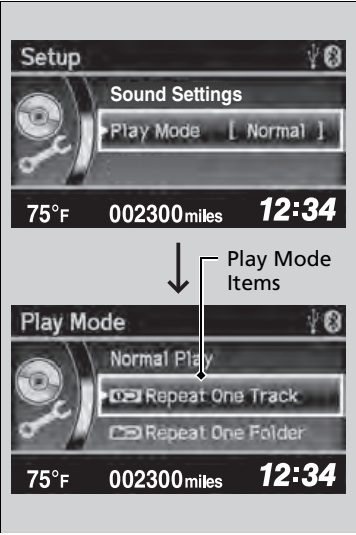 Setup
Sound Settings
Play Mode [ Normal ]
75°F 002300 miles 12:34
Play Mode
Items
Play Mode
Normal Play
Repeat One Track
Repeat One Folder
75°F 002300 miles 12:34